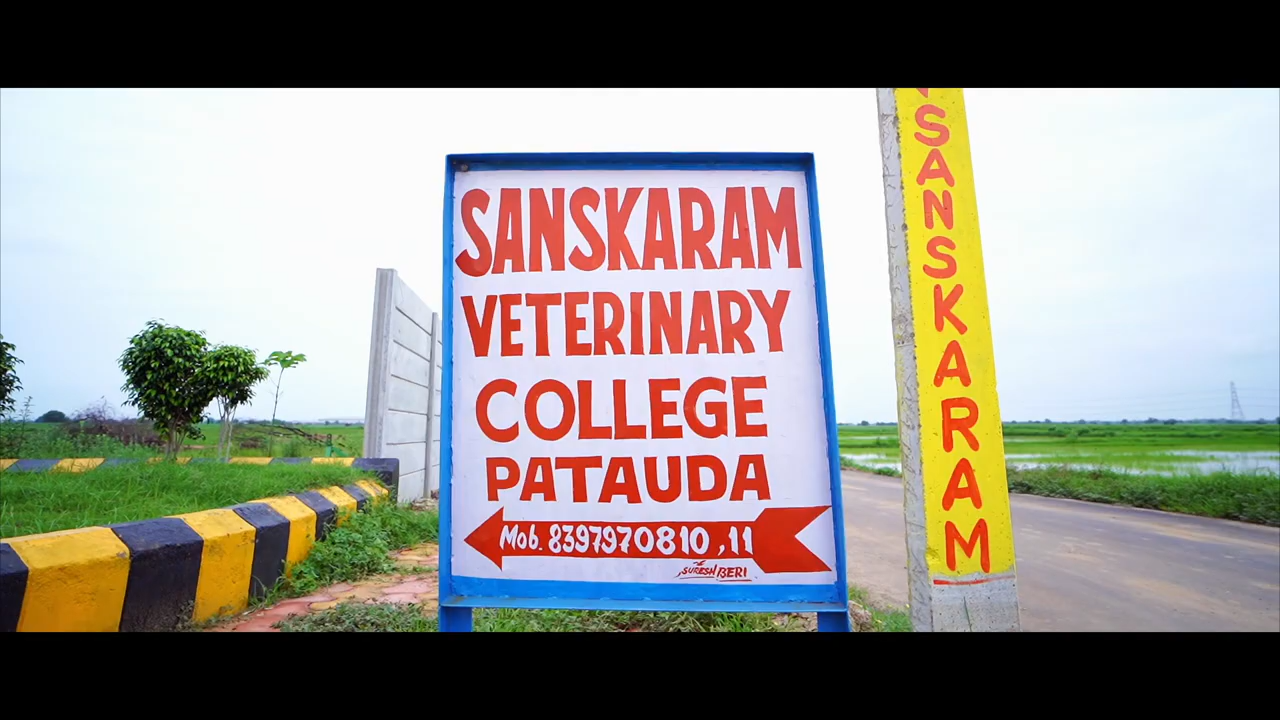 SANSKARAM
VETERINARY
COLLEGE
PATAUDA
Mob. 8397970810,11
SURESH BERI
SANSKARAM